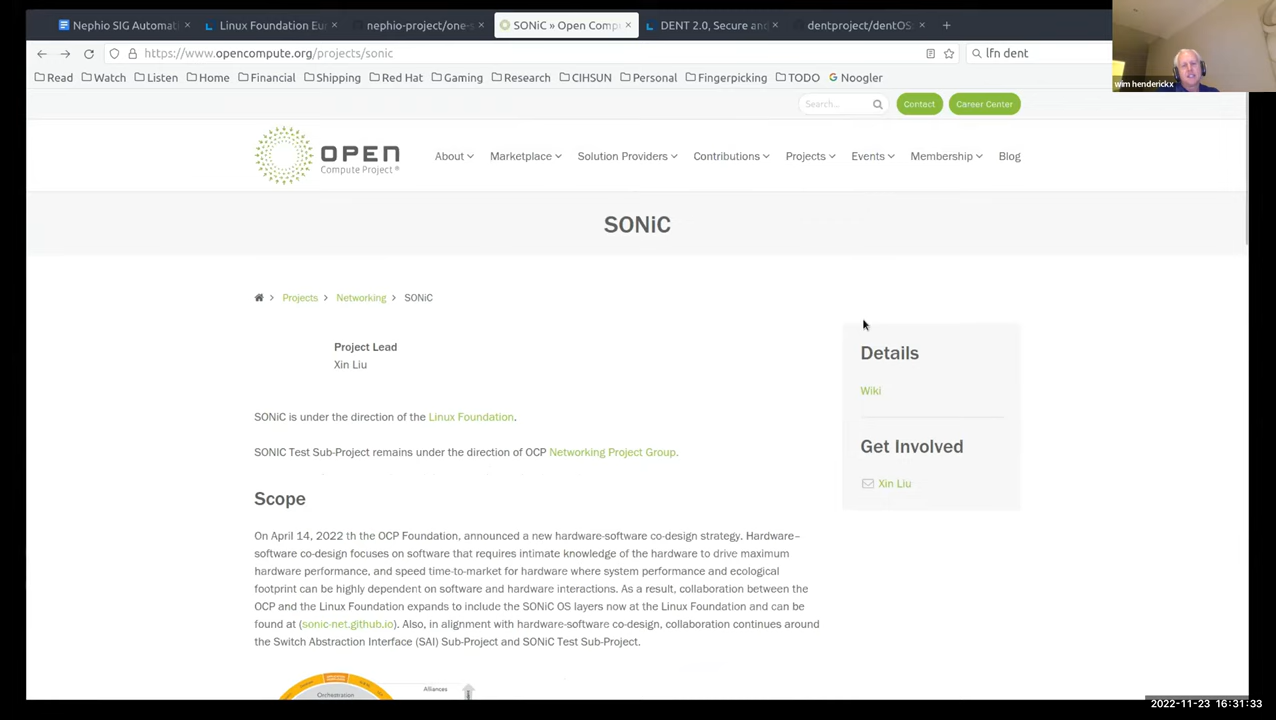 Nephio SIG Automati
Linux Foundation Eu
nephio-project/one-s
SONiC » Open Comp
DENT 2.0, Secure and
dentproject/dentOS
https://www.opencompute.org/projects/sonic
lfn dent
Read
Watch
Listen
Home
Financial
Shipping
Red Hat
Gaming
Research
CIHSUN
Personal
Fingerpicking
TODO
Noogler
wim henderickx
Search...
Contact
Career Center
OPEN
Compute Project®
About
Marketplace
Solution Providers
Contributions
Projects
Events
Membership
Blog
SONiC
Projects > Networking > SONiC
Project Lead
Xin Liu
SONiC is under the direction of the Linux Foundation.
SONIC Test Sub-Project remains under the direction of OCP Networking Project Group.
Details
Wiki
Get Involved
Xin Liu
Scope
On April 14, 2022 th the OCP Foundation, announced a new hardware-software co-design strategy. Hardware–
software co-design focuses on software that requires intimate knowledge of the hardware to drive maximum
hardware performance, and speed time-to-market for hardware where system performance and ecological
footprint can be highly dependent on software and hardware interactions. As a result, collaboration between the
OCP and the Linux Foundation expands to include the SONiC OS layers now at the Linux Foundation and can be
found at (sonic-net.github.io). Also, in alignment with hardware-software co-design, collaboration continues around
the Switch Abstraction Interface (SAI) Sub-Project and SONiC Test Sub-Project.
Orchestration
Alliances
2022-11-23 16:31:33